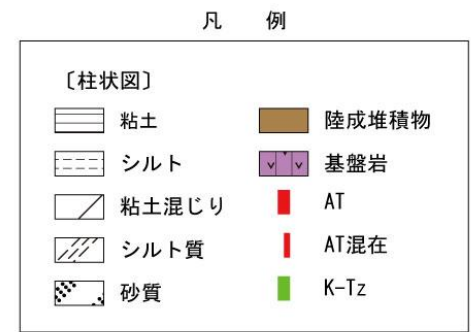 凡 例
〔柱状図〕
粘土
シルト
粘土混じり
シルト質
砂質
陸成堆積物
基盤岩
AT
AT混在
K-Tz